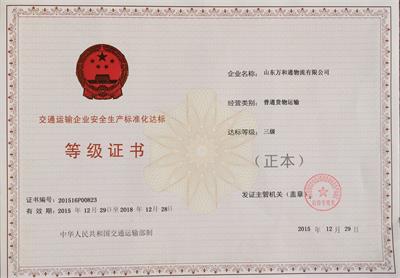 企业名称: 山东万和通物流有限公司
经营类别: 普通货物运输
交通运输企业安全生产标准化达标
达标等级: 三级
等级证书
(正本)
证书编号: 201516P00823
发证主管机关(盖章):
有 效 期: 2015 年 12 月 29 日至 2018 年 12 月 28 日
中华人民共和国交通运输部制
2015 年 12 月 29 日